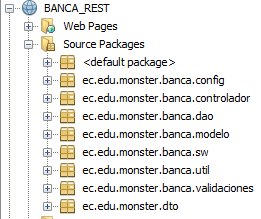 BANCA_REST
Web Pages
Source Packages
<default package>
ec.edu.monster.banca.config
ec.edu.monster.banca.controlador
ec.edu.monster.banca.dao
ec.edu.monster.banca.modelo
ec.edu.monster.banca.sw
ec.edu.monster.banca.util
ec.edu.monster.banca.validaciones
ec.edu.monster.dto